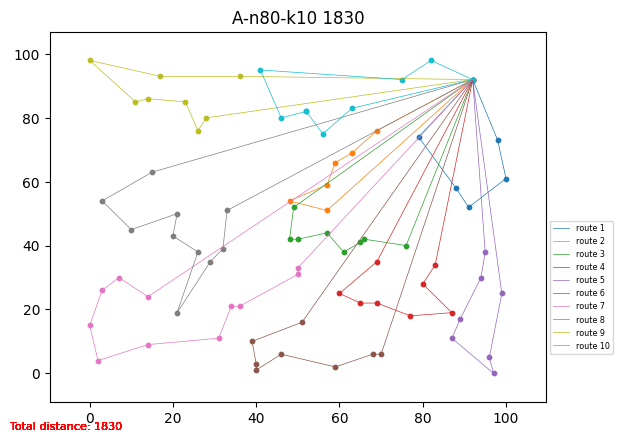 A-n80-k10 1830
100
80
60
40
20
0
0 20 40 60 80 100
route 1
route 2
route 3
route 4
route 5
route 6
route 7
route 8
route 9
route 10
Total distance: 1830